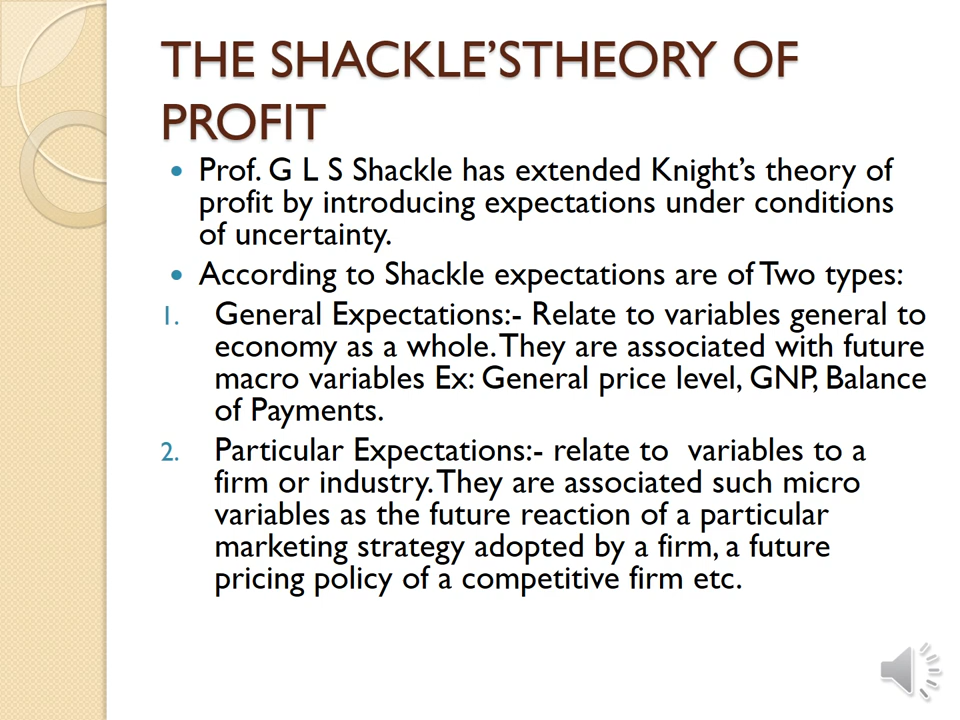 THE SHACKLE’STHEORY OF
PROFIT
• Prof. G L S Shackle has extended Knight’s theory of
profit by introducing expectations under conditions
of uncertainty.
• According to Shackle expectations are of Two types:
1. General Expectations:- Relate to variables general to
economy as a whole. They are associated with future
macro variables Ex: General price level, GNP, Balance
of Payments.
2. Particular Expectations:- relate to  variables to a
firm or industry. They are associated such micro
variables as the future reaction of a particular
marketing strategy adopted by a firm, a future
pricing policy of a competitive firm etc.